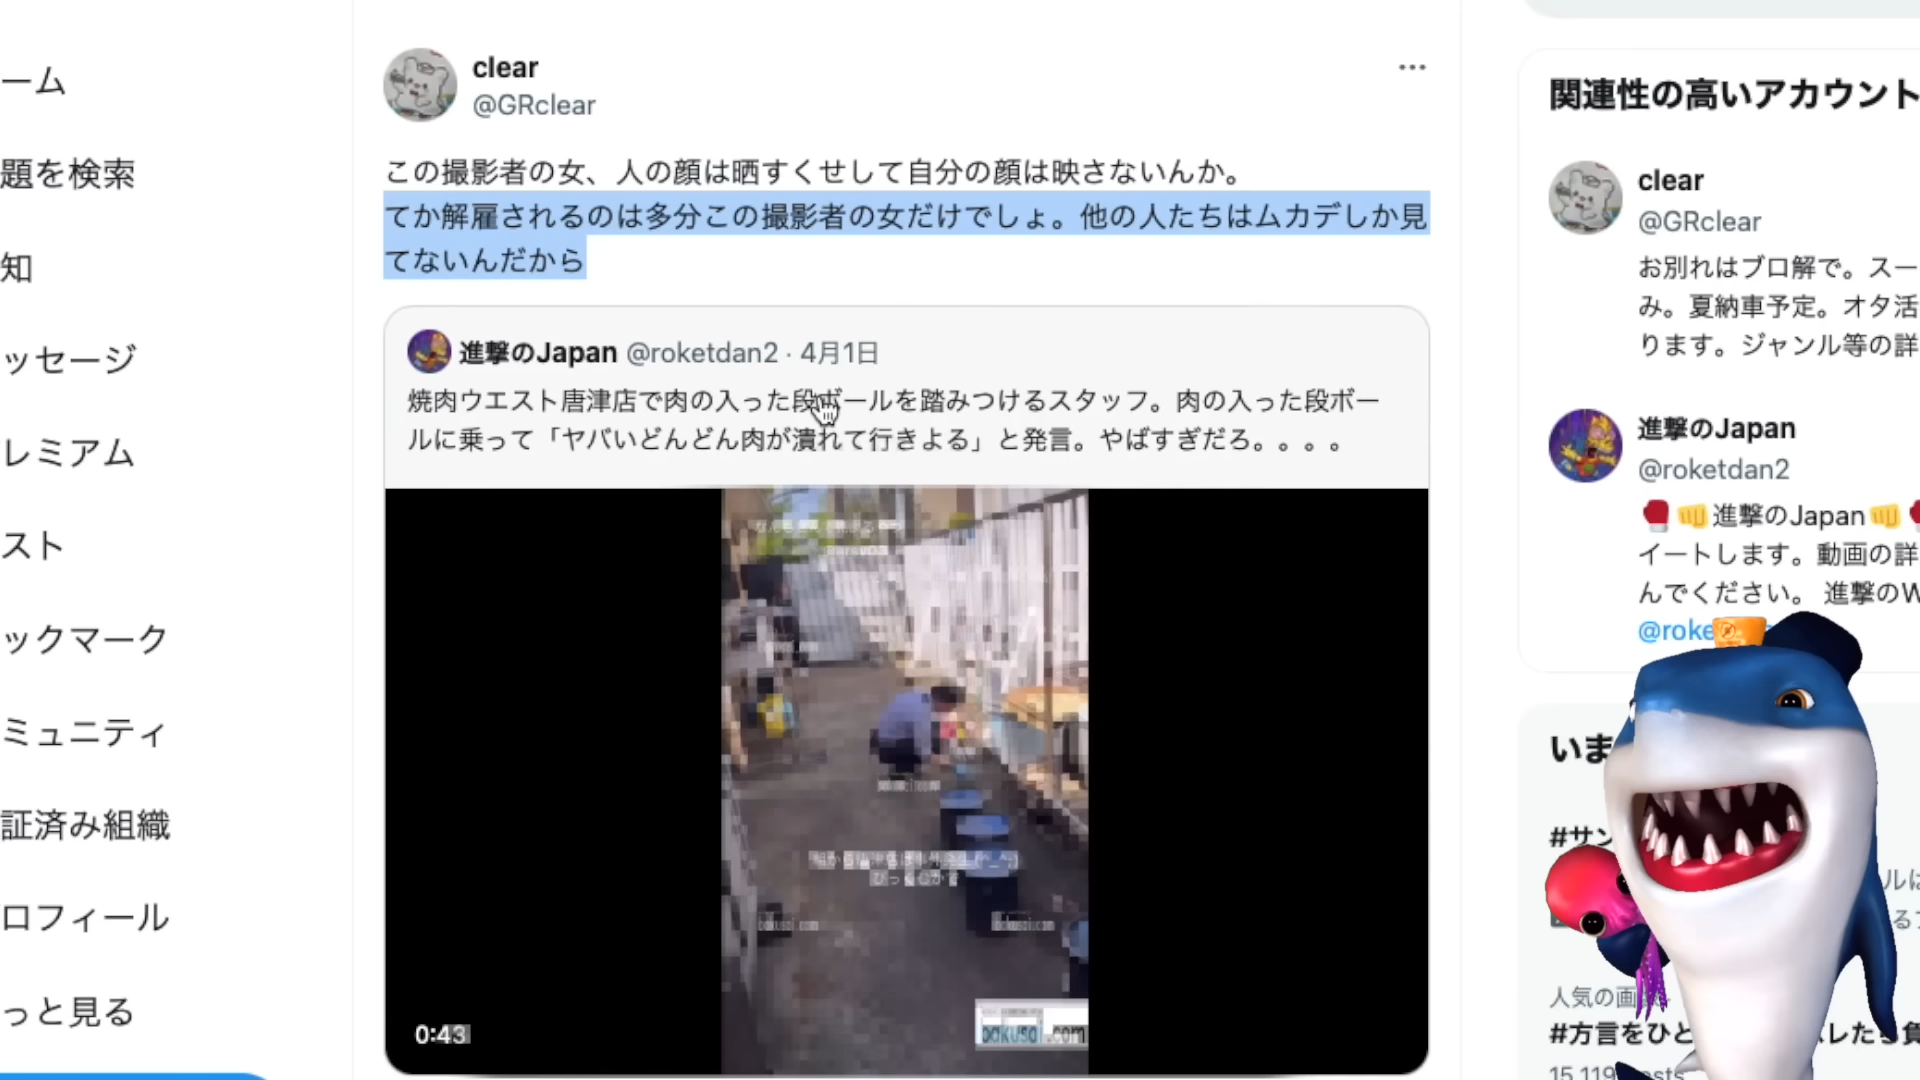 ーム
題を検索
知
ッセージ
レミアム
スト
ックマーク
ミュニティ
証済み組織
ロフィール
っと見る
clear
@GRclear
この撮影者の女、人の顔は晒すくせして自分の顔は映さないんか。
てか解雇されるのは多分この撮影者の女だけでしょ。他の人たちはムカデしか見
てないんだから
進撃のJapan @roketdan2 · 4月1日
焼肉ウエスト唐津店で肉の入った段ボールを踏みつけるスタッフ。肉の入った段ボー
ルに乗って「ヤバいどんどん肉が潰れて行きよる」と発言。やばすぎだろ。。。。
0:43
bakusai.com
関連性の高いアカウント
clear
@GRclear
お別れはブロ解で。スー
み。夏納車予定。オタ活
ります。ジャンル等の詳
進撃のJapan
@roketdan2
進撃のJapan
イートします。動画の詳
んでください。 進撃のW
@roke
いま
#サン
人気の画
#方言をひと
したら負
15,119